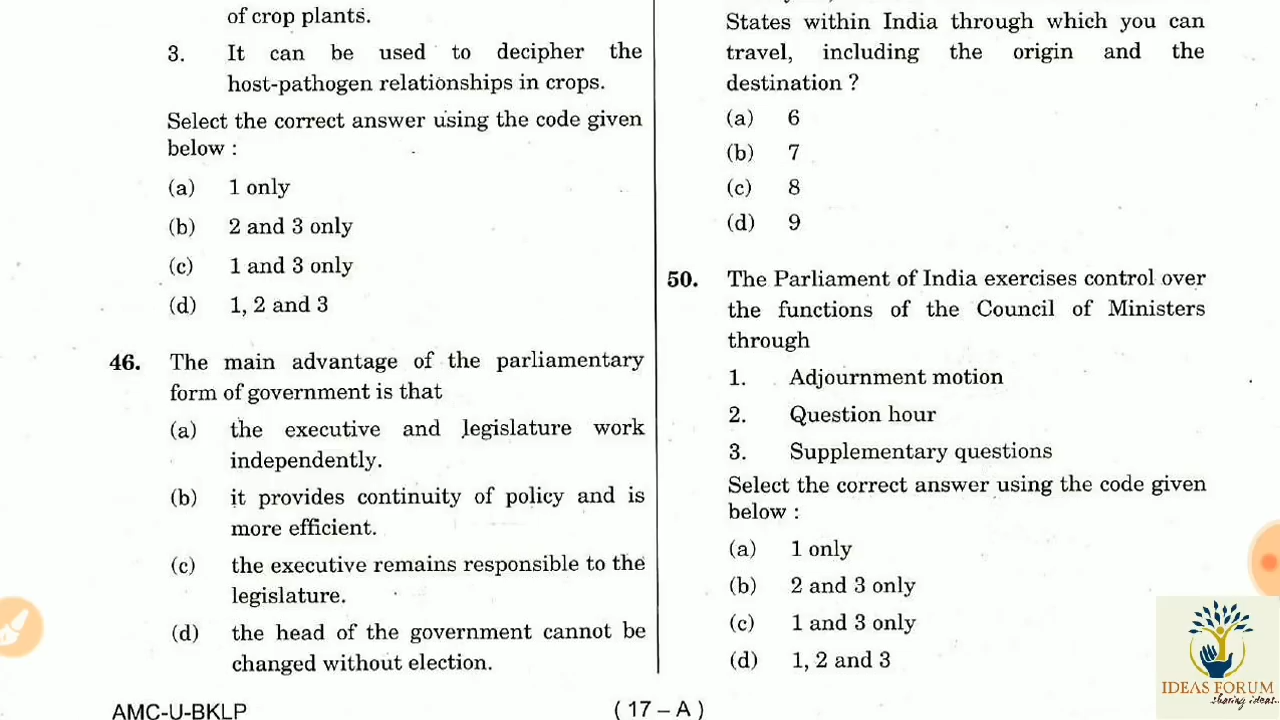 of crop plants.
3. It can be used to decipher the
host-pathogen relationships in crops.
Select the correct answer using the code given
below :
(a) 1 only
(b) 2 and 3 only
(c) 1 and 3 only
(d) 1, 2 and 3
46. The main advantage of the parliamentary
form of government is that
(a) the executive and legislature work
independently.
(b) it provides continuity of policy and is
more efficient.
(c) the executive remains responsible to the
legislature.
(d) the head of the government cannot be
changed without election.
States within India through which you can
travel, including the origin and the
destination ?
(a) 6
(b) 7
(c) 8
(d) 9
50. The Parliament of India exercises control over
the functions of the Council of Ministers
through
1. Adjournment motion
2. Question hour
3. Supplementary questions
Select the correct answer using the code given
below :
(a) 1 only
(b) 2 and 3 only
(c) 1 and 3 only
(d) 1, 2 and 3
AMC-U-BKLP
( 17 – A )
IDEAS FORUM
sharing ideas..